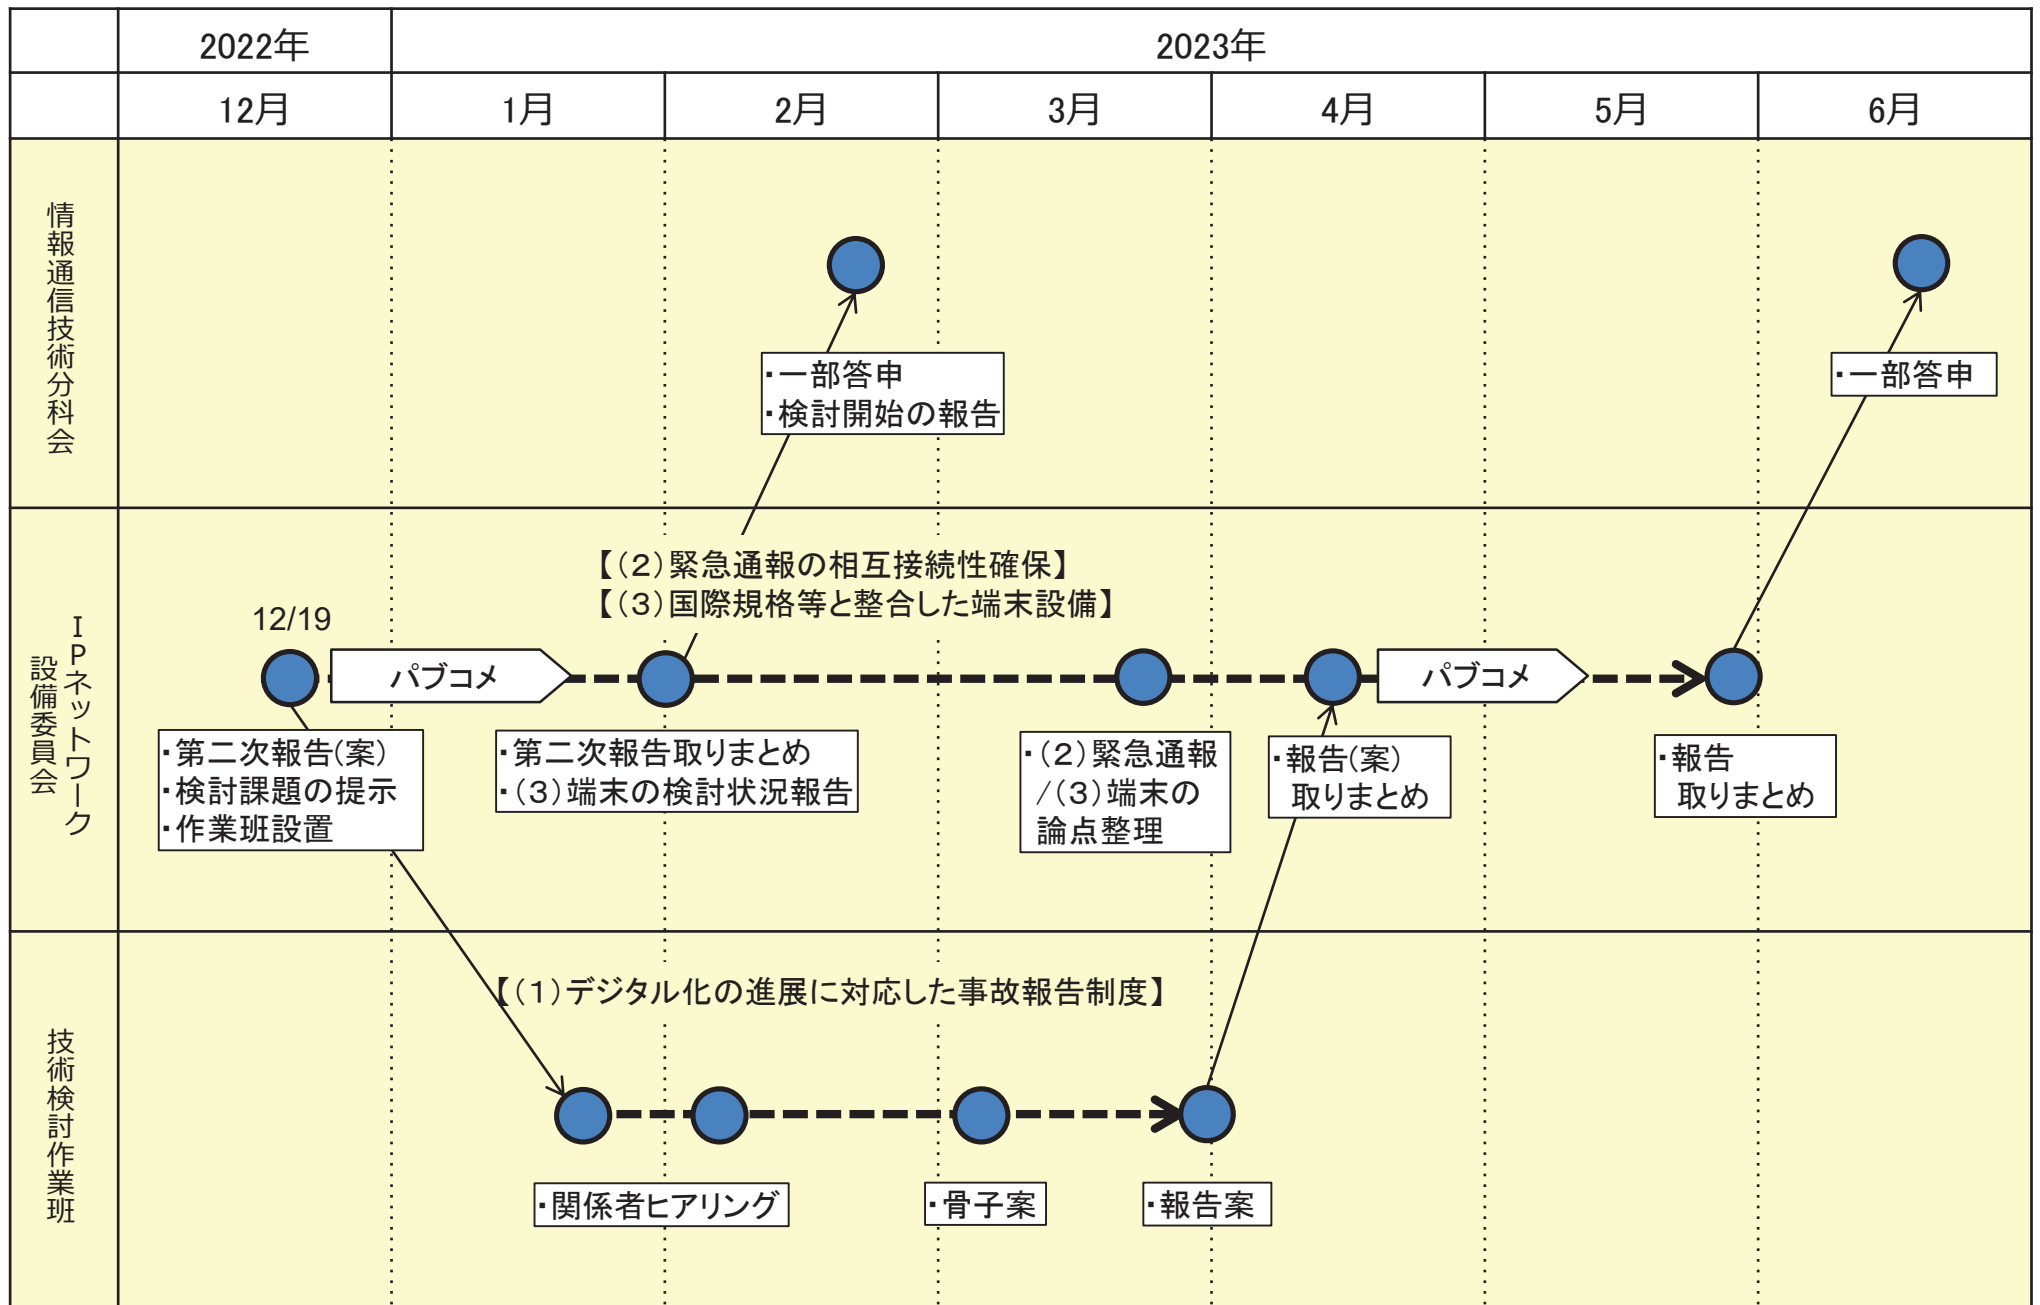 2022年
2023年
12月
1月
2月
3月
4月
5月
6月
情報通信技術分科会
・一部答申
・検討開始の報告
・一部答申
IPネットワーク
設備委員会
【(2)緊急通報の相互接続性確保】
【(3)国際規格等と整合した端末設備】
12/19
パブコメ
パブコメ
・第二次報告(案)
・検討課題の提示
・作業班設置
・第二次報告取りまとめ
・(3)端末の検討状況報告
・(2)緊急通報
/(3)端末の
論点整理
・報告(案)
取りまとめ
・報告
取りまとめ
技術検討作業班
【(1)デジタル化の進展に対応した事故報告制度】
・関係者ヒアリング
・骨子案
・報告案